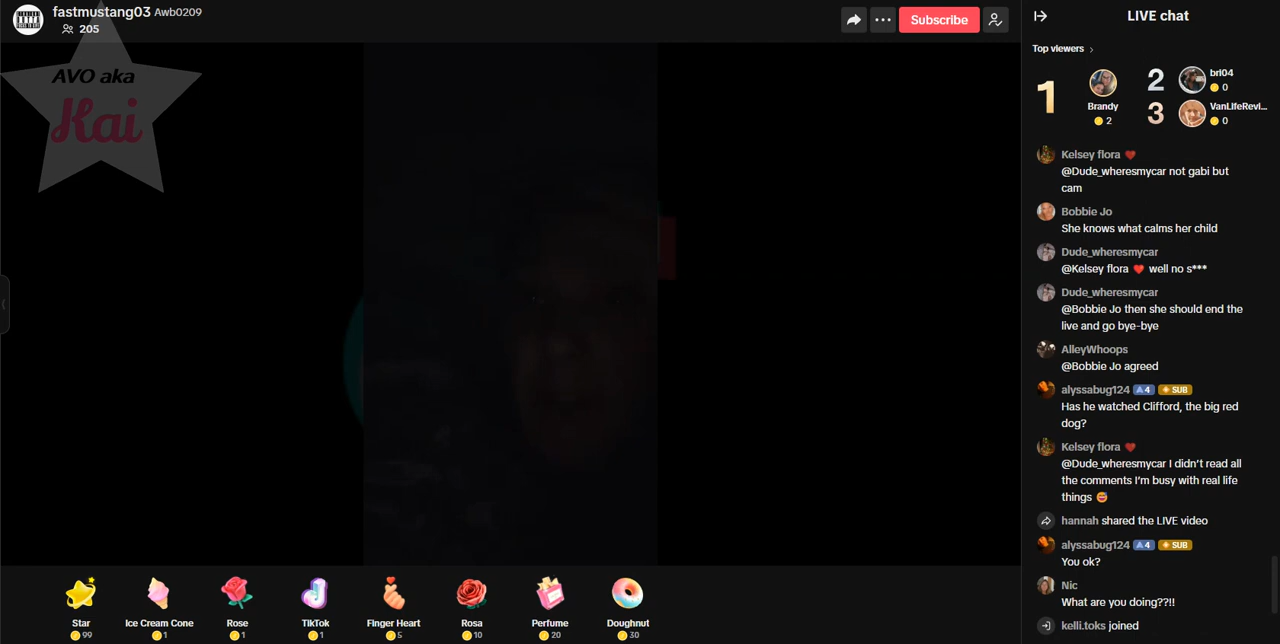 fastmustang03 Awb0209
205
Subscribe
AVO aka
Kai
LIVE chat
Top viewers
1
Brandy
2
2
bri04
0
3
VanLifeRevi...
0
Kelsey flora
@Dude_wheresmycar not gabi but
cam
Bobbie Jo
She knows what calms her child
Dude_wheresmycar
@Kelsey flora ❤️ well no s***
Dude_wheresmycar
@Bobbie Jo then she should end the
live and go bye-bye
AlleyWhoops
@Bobbie Jo agreed
alyssabug124 4 SUB
Has he watched Clifford, the big red
dog?
Kelsey flora
@Dude_wheresmycar I didn't read all
the comments I'm busy with real life
things 😅
hannah shared the LIVE video
alyssabug124 4 SUB
You ok?
Nic
What are you doing??!!
kelli.toks joined
Star
99
Ice Cream Cone
1
Rose
1
TikTok
1
Finger Heart
5
Rosa
10
Perfume
20
Doughnut
30